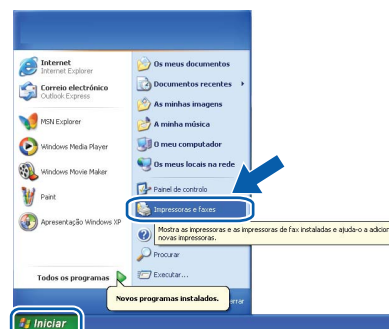 Internet
Internet Explorer
Correio electrónico
Outlook Express
MSN Explorer
Windows Media Player
Windows Movie Maker
Paint
Apresentação Windows XP
Todos os programas
Os meus documentos
Documentos recentes
As minhas imagens
A minha música
O meu computador
Os meus locais na rede
Painel de controlo
Impressoras e faxes
Mostra as impressoras e as impressoras de fax instaladas e ajuda-o a adicion
novas impressoras.
Procurar
Executar...
Novos programas instalados.
Iniciar